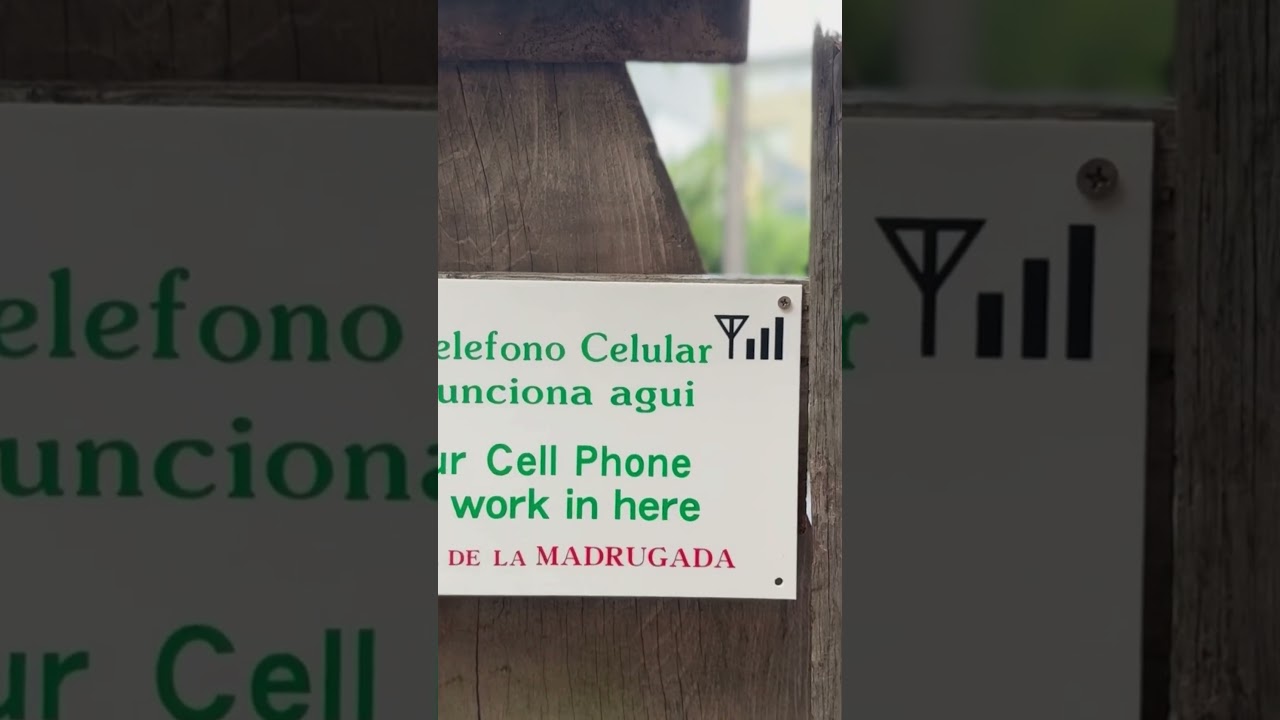 elefono Celular
unciona agui
ur Cell Phone
work in here
DE LA MADRUGADA